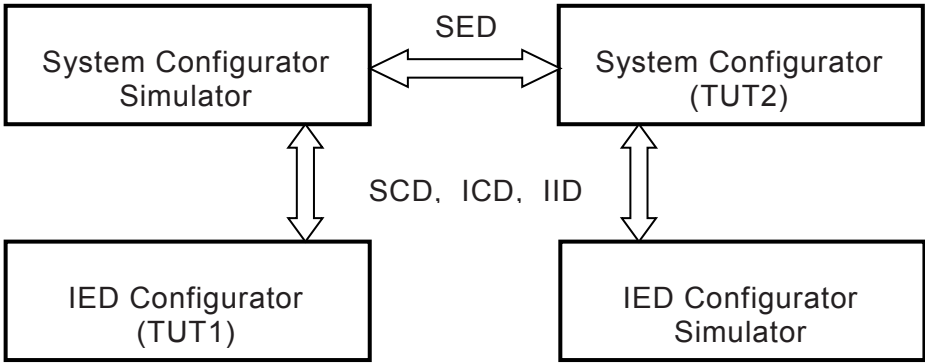 SED
System Configurator
Simulator
System Configurator
(TUT2)
SCD, ICD, IID
IED Configurator
(TUT1)
IED Configurator
Simulator